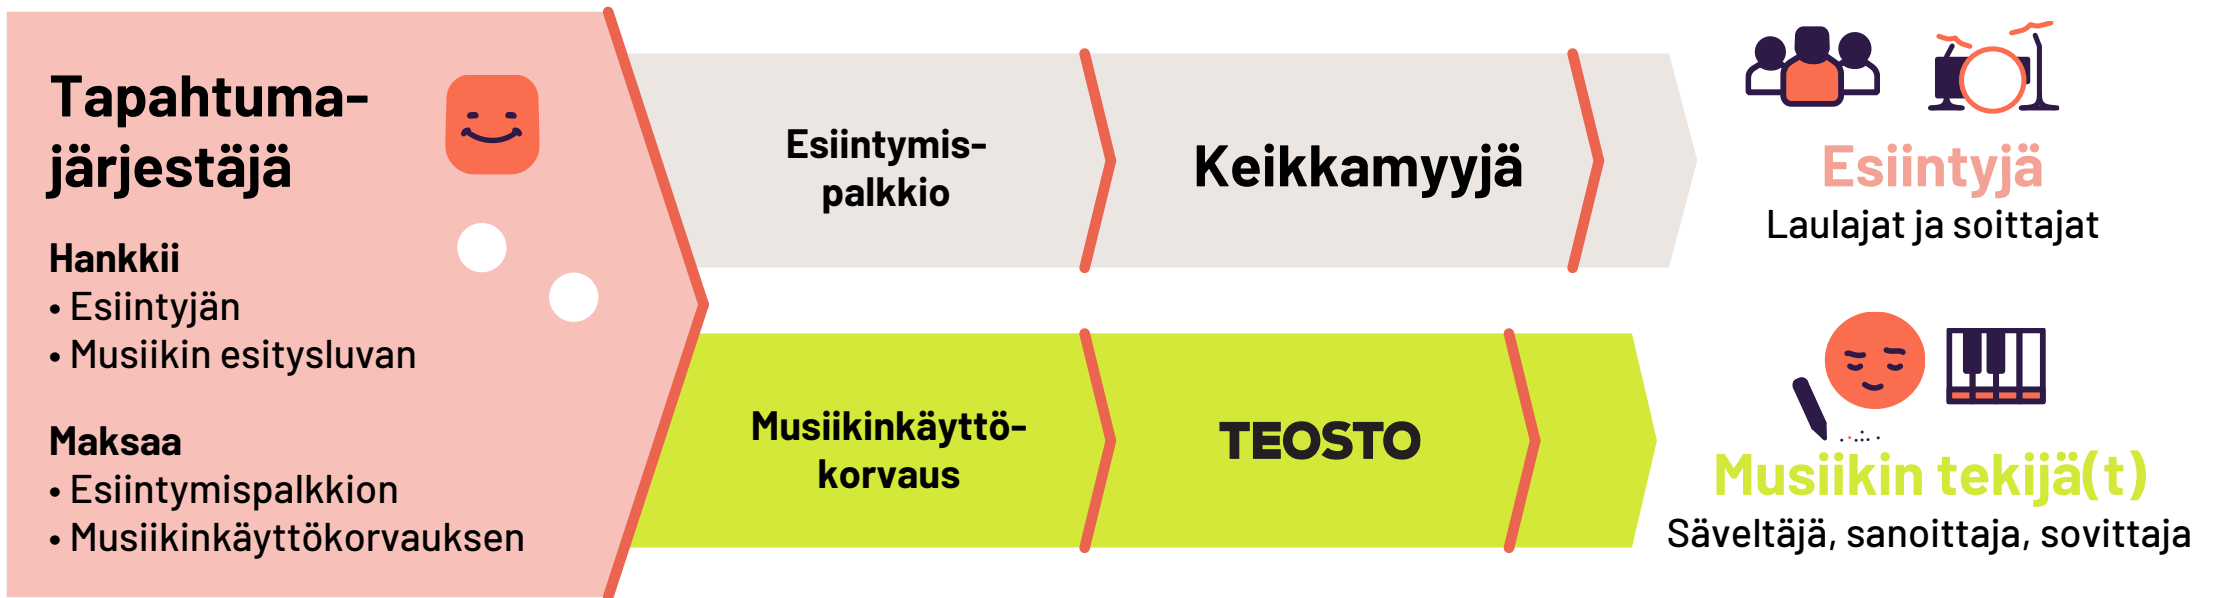 Tapahtuma-
järjestäjä
Hankkii
• Esiintyjän
• Musiikin esitysluvan
Maksaa
• Esiintymispalkkion
• Musiikinkäyttökorvauksen
Esiintymis-
palkkio
Keikkamyyjä
Esiintyjä
Laulajat ja soittajat
Musiikinkäyttö-
korvaus
TEOSTO
Musiikin tekijä(t)
Säveltäjä, sanoittaja, sovittaja